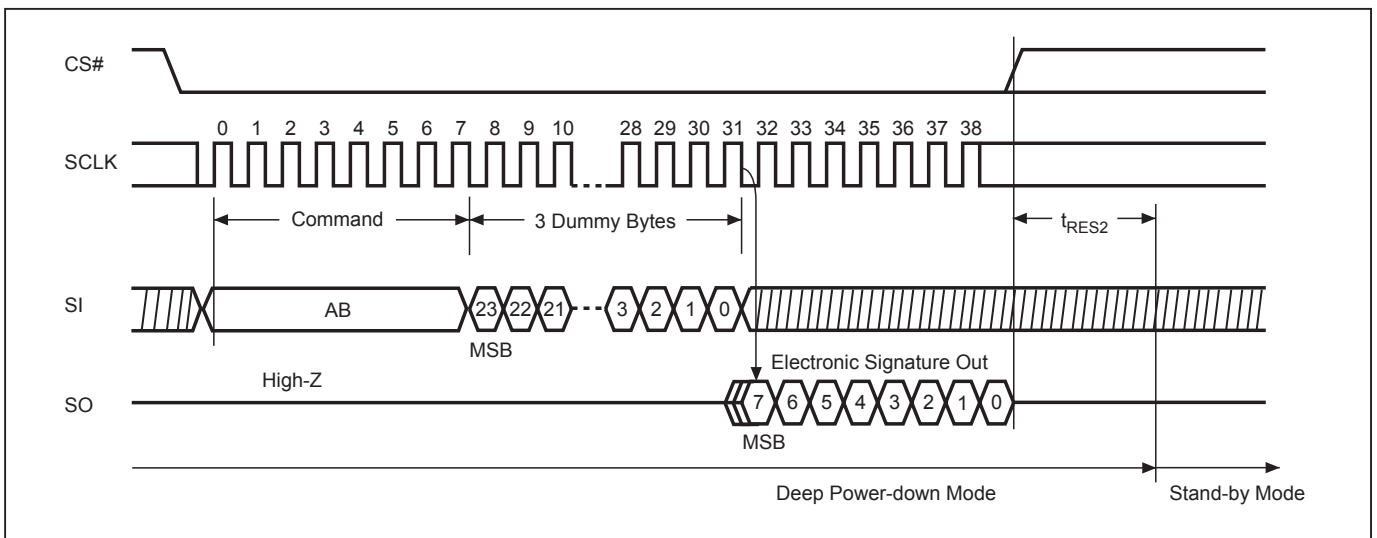 CS#
0 1 2 3 4 5 6 7 8 9 10 28 29 30 31 32 33 34 35 36 37 38
SCLK
Command 3 Dummy Bytes tRES2
SI AB 23 22 21 3 2 1 0
MSB
Electronic Signature Out
High-Z
SO 7 6 5 4 3 2 1 0
MSB
Deep Power-down Mode Stand-by Mode